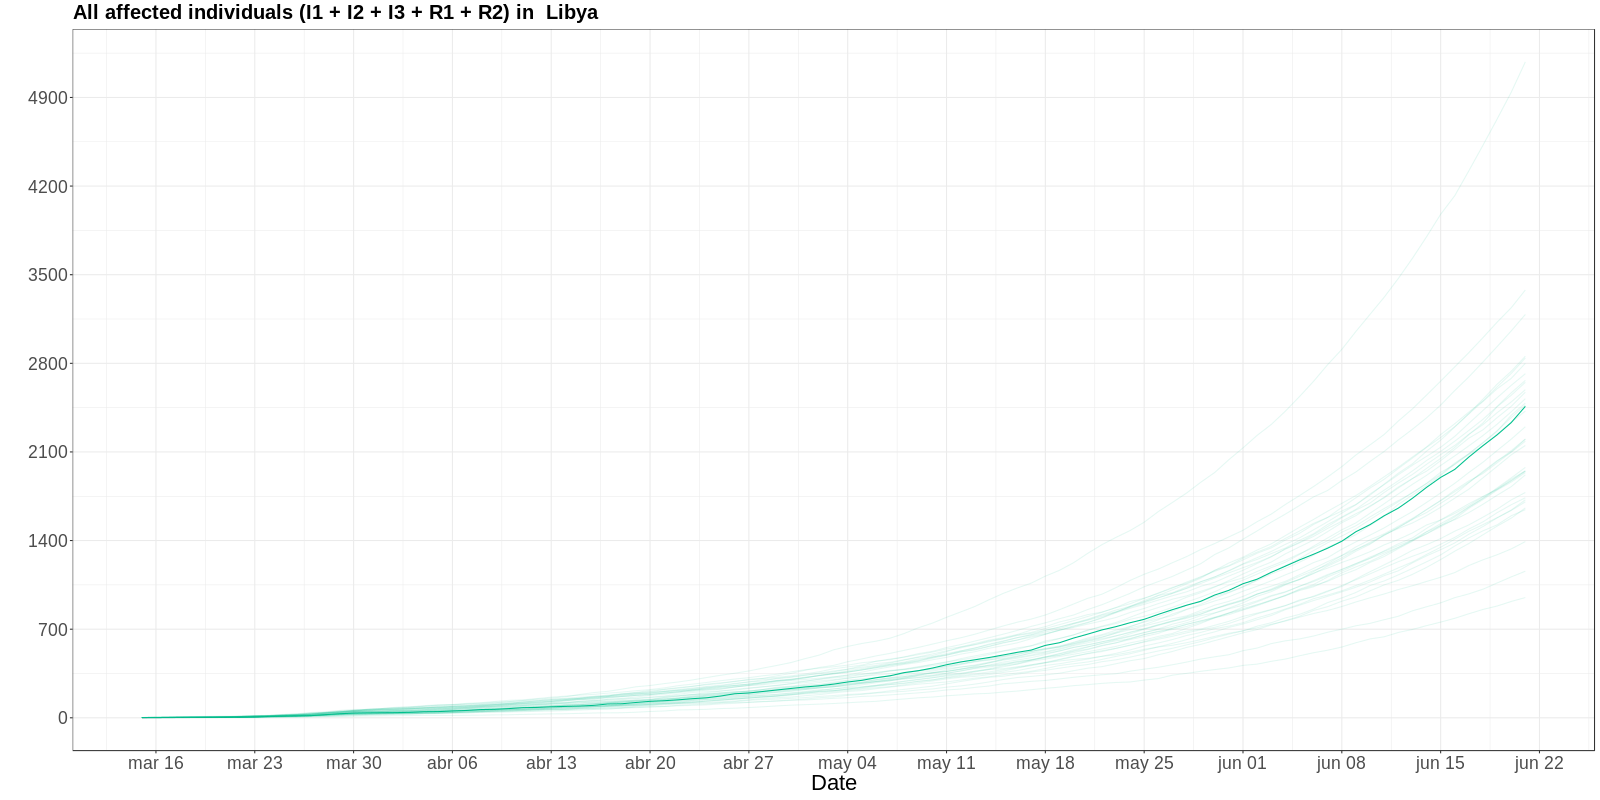 All affected individuals (I1 + I2 + I3 + R1 + R2) in  Libya
4900
4200
3500
2800
2100
1400
700
0
mar 16 mar 23 mar 30 abr 06 abr 13 abr 20 abr 27 may 04 may 11 may 18 may 25 jun 01 jun 08 jun 15 jun 22
Date